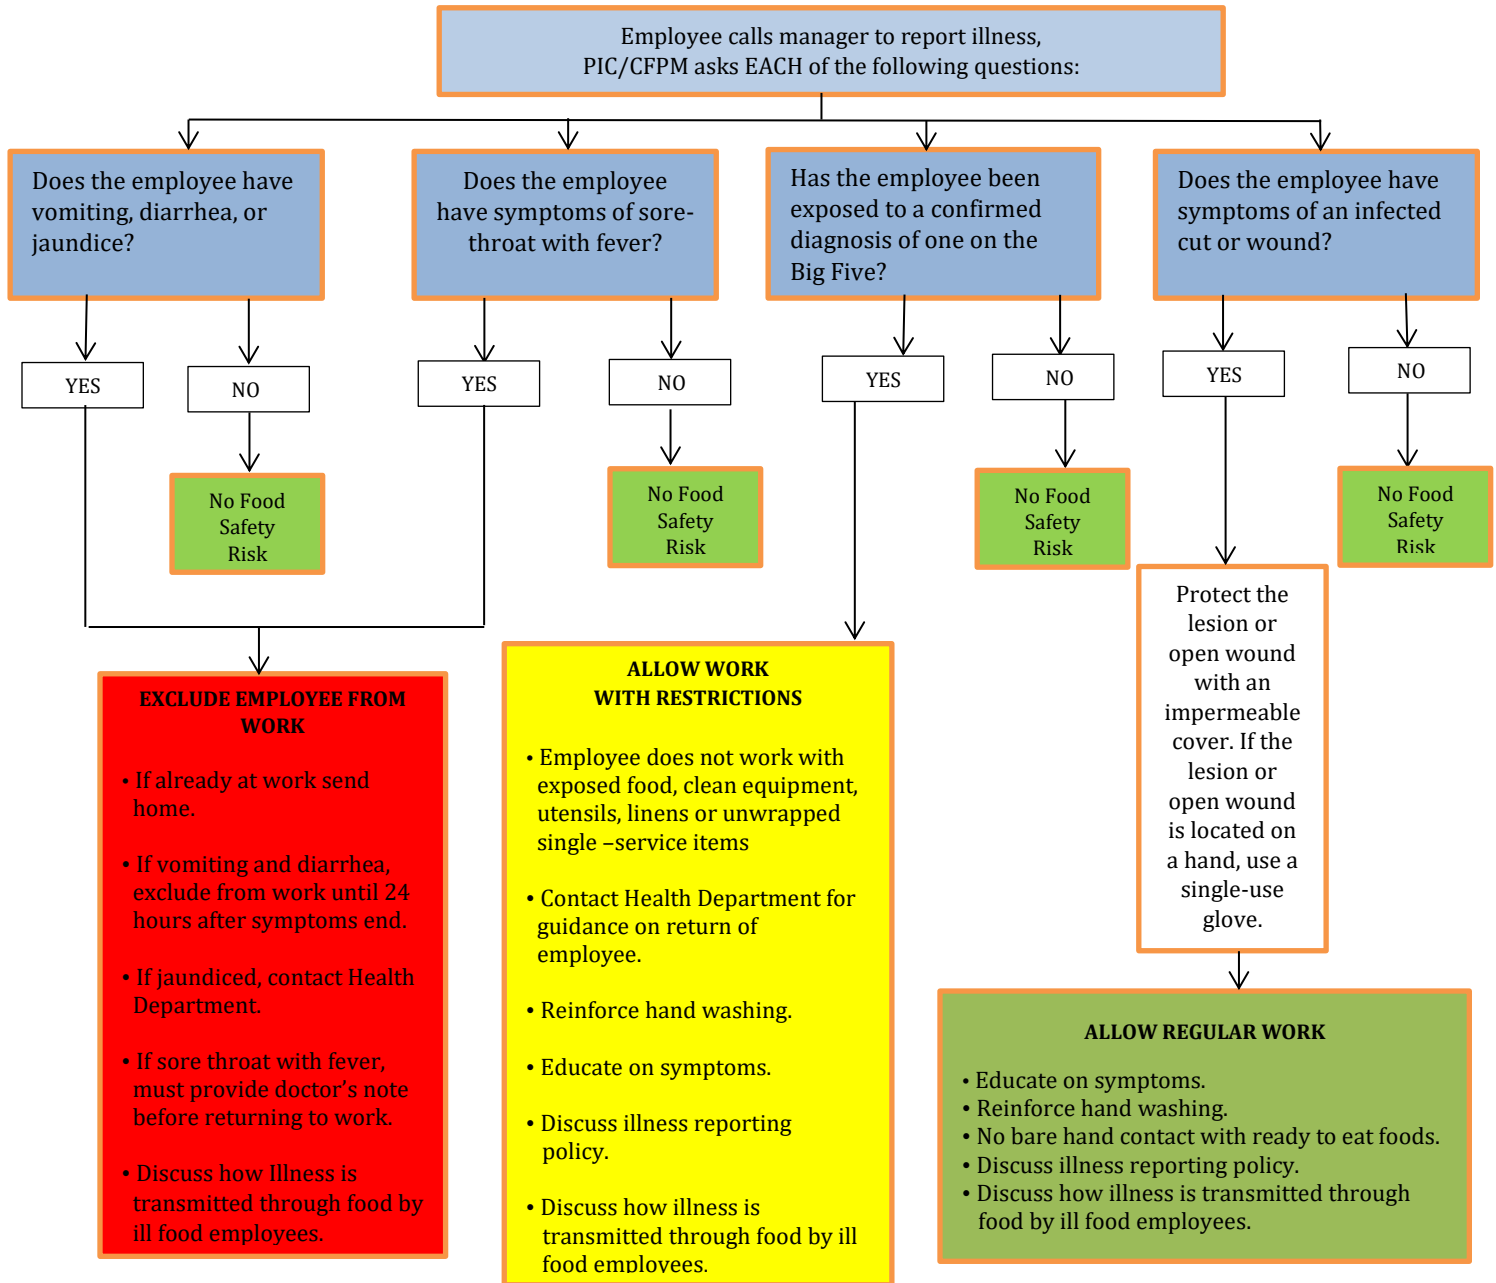 Employee calls manager to report illness,
PIC/CFPM asks EACH of the following questions:
Does the employee have
vomiting, diarrhea, or
jaundice?
Does the employee
have symptoms of sore-
throat with fever?
Has the employee been
exposed to a confirmed
diagnosis of one on the
Big Five?
Does the employee have
symptoms of an infected
cut or wound?
YES
NO
YES
NO
YES
NO
YES
NO
No Food
Safety
Risk
No Food
Safety
Risk
No Food
Safety
Risk
No Food
Safety
Risk
EXCLUDE EMPLOYEE FROM
WORK
• If already at work send
home.
• If vomiting and diarrhea,
exclude from work until 24
hours after symptoms end.
• If jaundiced, contact Health
Department.
• If sore throat with fever,
must provide doctor’s note
before returning to work.
• Discuss how Illness is
transmitted through food by
ill food employees.
ALLOW WORK
WITH RESTRICTIONS
• Employee does not work with
exposed food, clean equipment,
utensils, linens or unwrapped
single –service items
• Contact Health Department for
guidance on return of
employee.
• Reinforce hand washing.
• Educate on symptoms.
• Discuss illness reporting
policy.
• Discuss how illness is
transmitted through food by ill
food employees.
Protect the
lesion or
open wound
with an
impermeable
cover. If the
lesion or
open wound
is located on
a hand, use a
single-use
glove.
ALLOW REGULAR WORK
• Educate on symptoms.
• Reinforce hand washing.
• No bare hand contact with ready to eat foods.
• Discuss illness reporting policy.
• Discuss how illness is transmitted through
food by ill food employees.